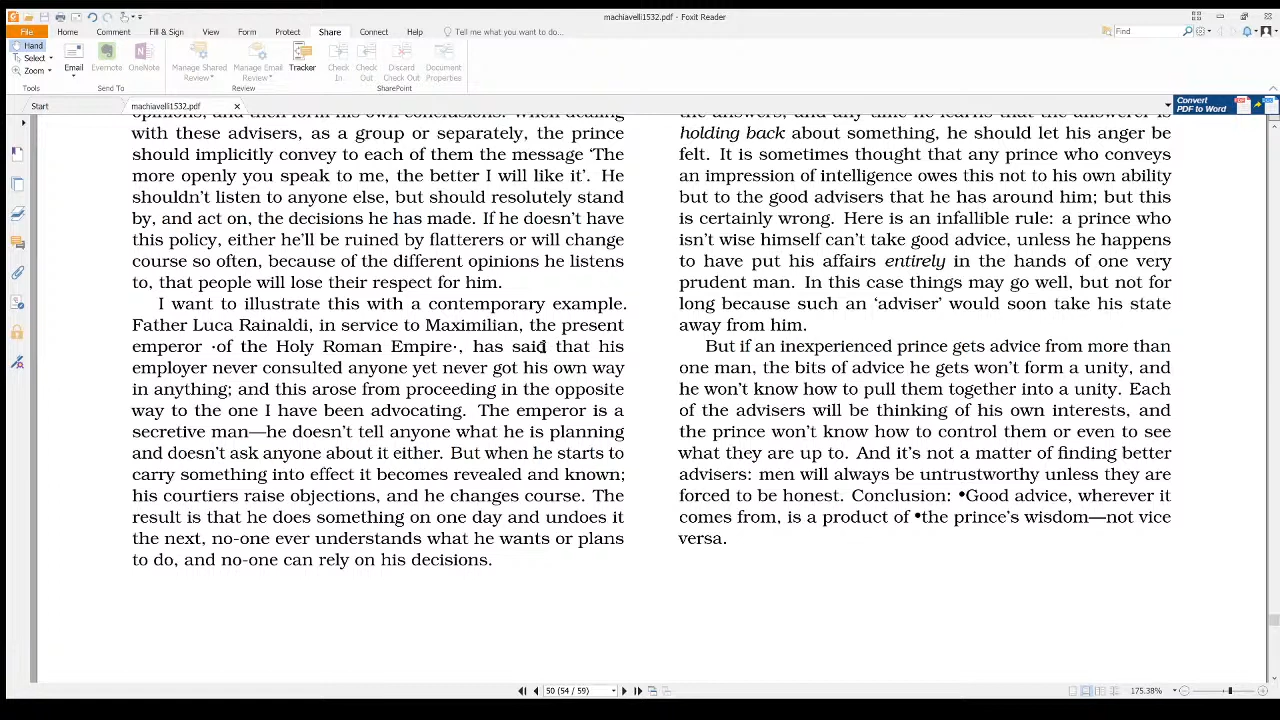 machiavelli1532.pdf - Foxit Reader
File Home Comment Fill & Sign View Form Protect Share Connect Help Tell me what you want to do... Find
Hand
Select
Zoom
Tools
Email
Evernote
OneNote
Send To
Manage Shared Review
Manage Email Review
Tracker
Review
Check In
Check Out
Discard Check Out
Document Properties
SharePoint
Start
machiavelli1532.pdf
Convert PDF to Word
opinions, and then form his own conclusions. When dealing
with these advisers, as a group or separately, the prince
should implicitly convey to each of them the message ‘The
more openly you speak to me, the better I will like it’. He
shouldn’t listen to anyone else, but should resolutely stand
by, and act on, the decisions he has made. If he doesn’t have
this policy, either he’ll be ruined by flatterers or will change
course so often, because of the different opinions he listens
to, that people will lose their respect for him.
I want to illustrate this with a contemporary example.
Father Luca Rainaldi, in service to Maximilian, the present
emperor ·of the Holy Roman Empire·, has said that his
employer never consulted anyone yet never got his own way
in anything; and this arose from proceeding in the opposite
way to the one I have been advocating. The emperor is a
secretive man—he doesn’t tell anyone what he is planning
and doesn’t ask anyone about it either. But when he starts to
carry something into effect it becomes revealed and known;
his courtiers raise objections, and he changes course. The
result is that he does something on one day and undoes it
the next, no-one ever understands what he wants or plans
to do, and no-one can rely on his decisions.
the answers, and any time he learns that the answerer is
holding back about something, he should let his anger be
felt. It is sometimes thought that any prince who conveys
an impression of intelligence owes this not to his own ability
but to the good advisers that he has around him; but this
is certainly wrong. Here is an infallible rule: a prince who
isn’t wise himself can’t take good advice, unless he happens
to have put his affairs entirely in the hands of one very
prudent man. In this case things may go well, but not for
long because such an ‘adviser’ would soon take his state
away from him.
But if an inexperienced prince gets advice from more than
one man, the bits of advice he gets won’t form a unity, and
he won’t know how to pull them together into a unity. Each
of the advisers will be thinking of his own interests, and
the prince won’t know how to control them or even to see
what they are up to. And it’s not a matter of finding better
advisers: men will always be untrustworthy unless they are
forced to be honest. Conclusion: •Good advice, wherever it
comes from, is a product of •the prince’s wisdom—not vice
versa.
50 (54 / 59)
175.38%